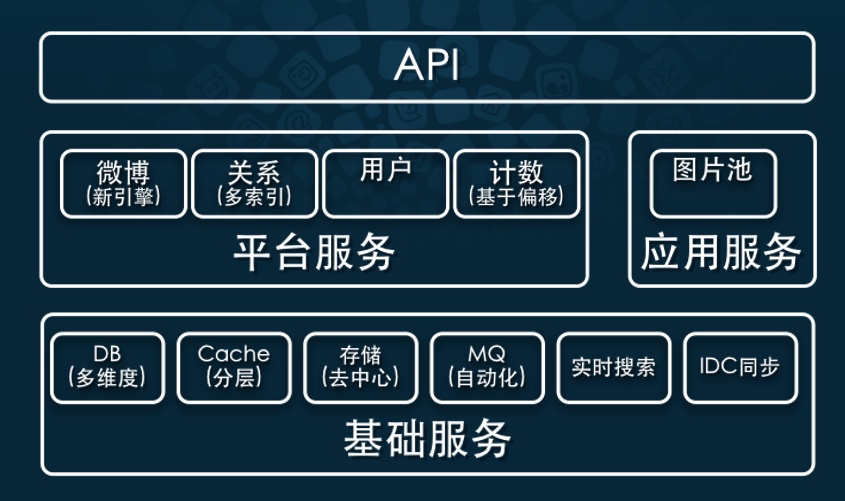 API
微博
(新引擎)
关系
(多索引)
用户
计数
(基于偏移)
平台服务
图片池
应用服务
DB
(多维度)
Cache
(分层)
存储
(去中心)
MQ
(自动化)
实时搜索
IDC同步
基础服务